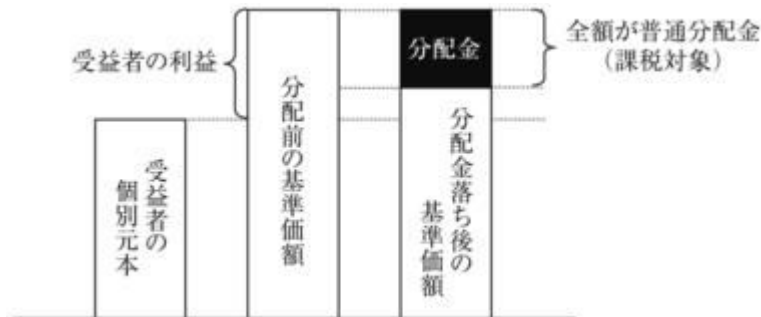 受益者の利益
受益者の
個別元本
分配前の基準価額
分配金
分配金落ち後の
基準価額
全額が普通分配金
（課税対象）